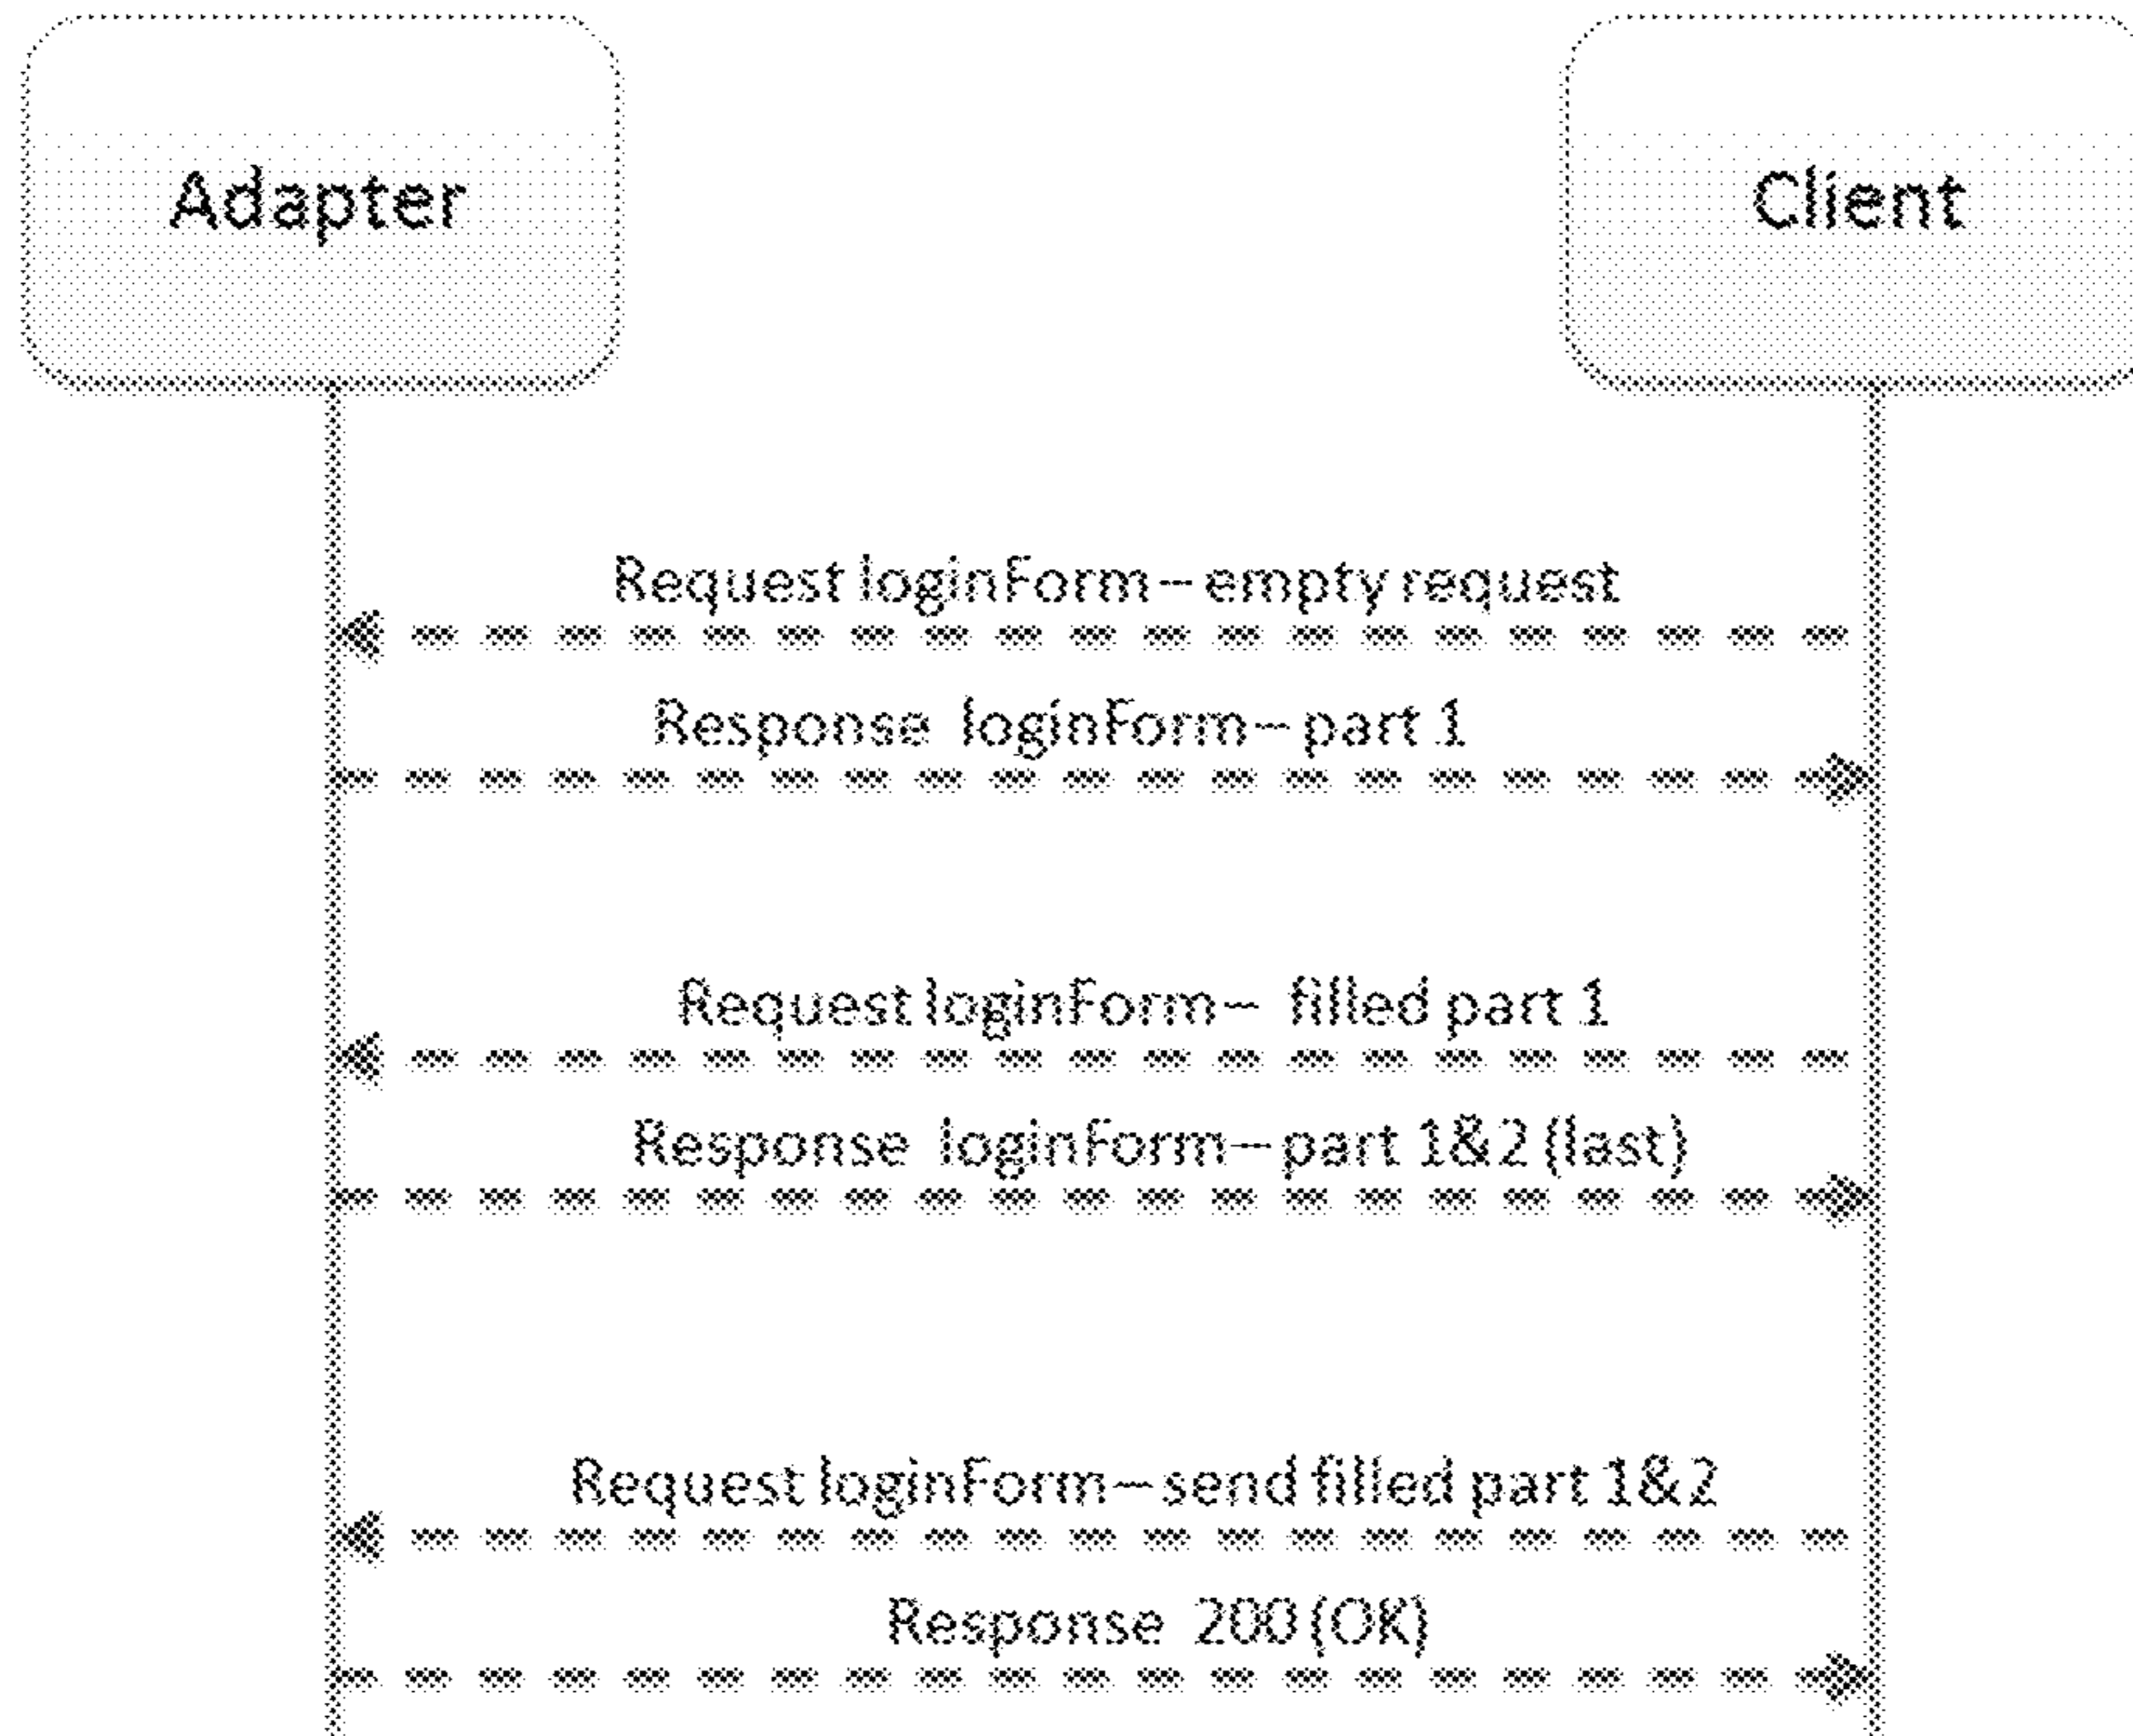 Adapter
Client
Request loginForm – empty request
Response loginForm – part 1
Request loginForm – filled part 1
Response loginForm – part 1&2 (last)
Request loginForm – send filled part 1&2
Response 200 (OK)